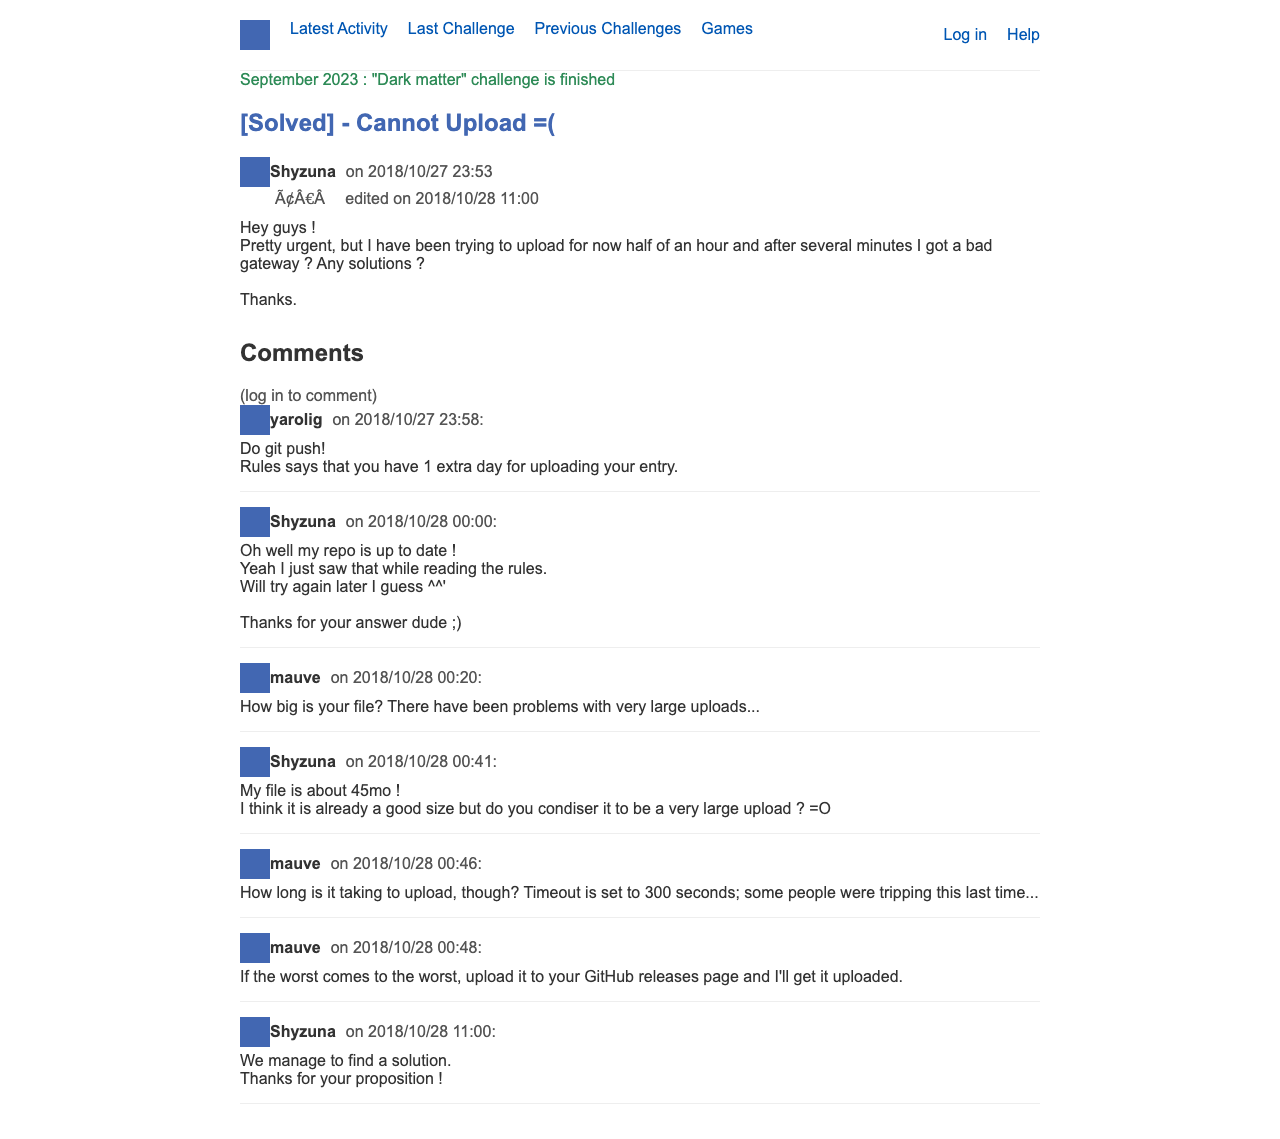 Latest Activity Last Challenge Previous Challenges Games Log in Help
September 2023 : "Dark matter" challenge is finished
[Solved] - Cannot Upload =(
Shyzuna on 2018/10/27 23:53
Ã¢Â€Â edited on 2018/10/28 11:00
Hey guys !
Pretty urgent, but I have been trying to upload for now half of an hour and after several minutes I got a bad
gateway ? Any solutions ?
Thanks.
Comments
(log in to comment)
yarolig on 2018/10/27 23:58:
Do git push!
Rules says that you have 1 extra day for uploading your entry.
Shyzuna on 2018/10/28 00:00:
Oh well my repo is up to date !
Yeah I just saw that while reading the rules.
Will try again later I guess ^^'
Thanks for your answer dude ;)
mauve on 2018/10/28 00:20:
How big is your file? There have been problems with very large uploads...
Shyzuna on 2018/10/28 00:41:
My file is about 45mo !
I think it is already a good size but do you condiser it to be a very large upload ? =O
mauve on 2018/10/28 00:46:
How long is it taking to upload, though? Timeout is set to 300 seconds; some people were tripping this last time...
mauve on 2018/10/28 00:48:
If the worst comes to the worst, upload it to your GitHub releases page and I'll get it uploaded.
Shyzuna on 2018/10/28 11:00:
We manage to find a solution.
Thanks for your proposition !